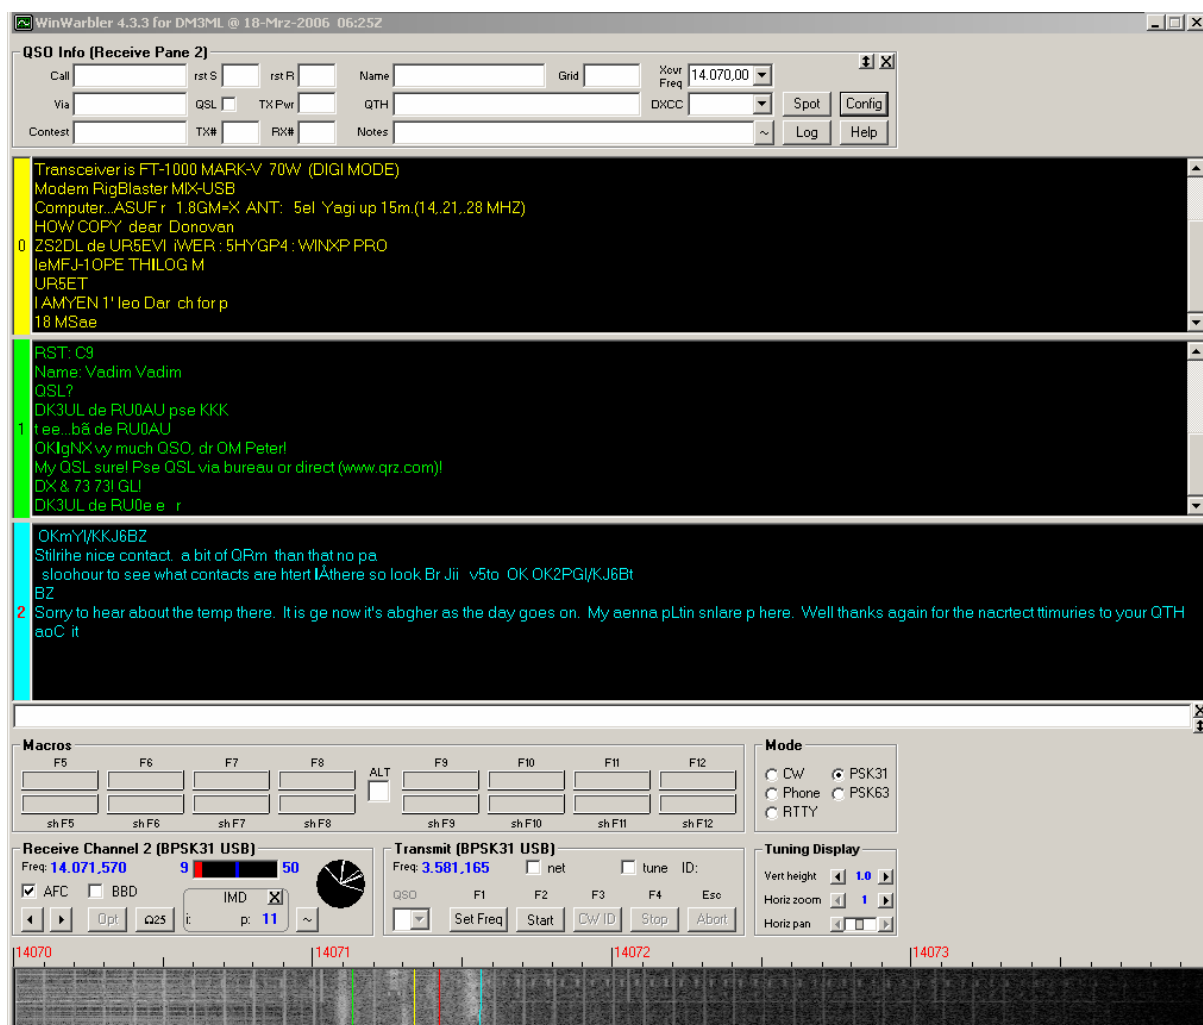 WinWarbler 4.3.3 for DM3ML @ 18-Mrz-2006 06:25Z
QSO Info (Receive Pane 2)
Call rst S rst R Name Grid Xcvr Freq 14.070,00
Via QSL TX Pwr QTH DXCC Spot Config
Contest TX# RX# Notes ~ Log Help
Transceiver is FT-1000 MARK-V 70W (DIGI MODE)
Modem RigBlaster MIX-USB
Computer...ASUF r 1.8GM=X ANT: 5el Yagi up 15m.(14,.21,.28 MHZ)
HOW COPY dear Donovan
0 ZS2DL de UR5EVI iWER : 5HYGP4 : WINXP PRO
leMFJ-1OPE THILOG M
UR5ET
I AMYEN 1' leo Dar ch for p
18 MSae
RST: C9
Name: Vadim Vadim
QSL?
DK3UL de RU0AU pse KKK
1 t ee...bã de RU0AU
OKIgNX vy much QSO, dr OM Peter!
My QSL sure! Pse QSL via bureau or direct (www.qrz.com)!
DX & 73 73! GL!
DK3UL de RU0e e r
OKmYI/KKJ6BZ
Stilrihe nice contact. a bit of QRm than that no pa
sloohour to see what contacts are htert lÅthere so look Br Jii v5to OK OK2PGI/KJ6Bt
BZ
2 Sorry to hear about the temp there. It is ge now it's abgher as the day goes on. My aenna pLtin snlare p here. Well thanks again for the nacrtect ttimuries to your QTH
aoC it
Macros
F5 F6 F7 F8 ALT F9 F10 F11 F12
sh F5 sh F6 sh F7 sh F8 sh F9 sh F10 sh F11 sh F12
Mode
CW PSK31
Phone PSK63
RTTY
Receive Channel 2 (BPSK31 USB)
Freq: 14.071,570 9 50
AFC BBD IMD X
Opt Ω25 i: p: 11 ~
Transmit (BPSK31 USB)
Freq: 3.581,165 net tune ID:
QSO F1 F2 F3 F4 Esc
Set Freq Start CW ID Stop Abort
Tuning Display
Vert height 1.0
Horiz zoom 1
Horiz pan
14070 14071 14072 14073